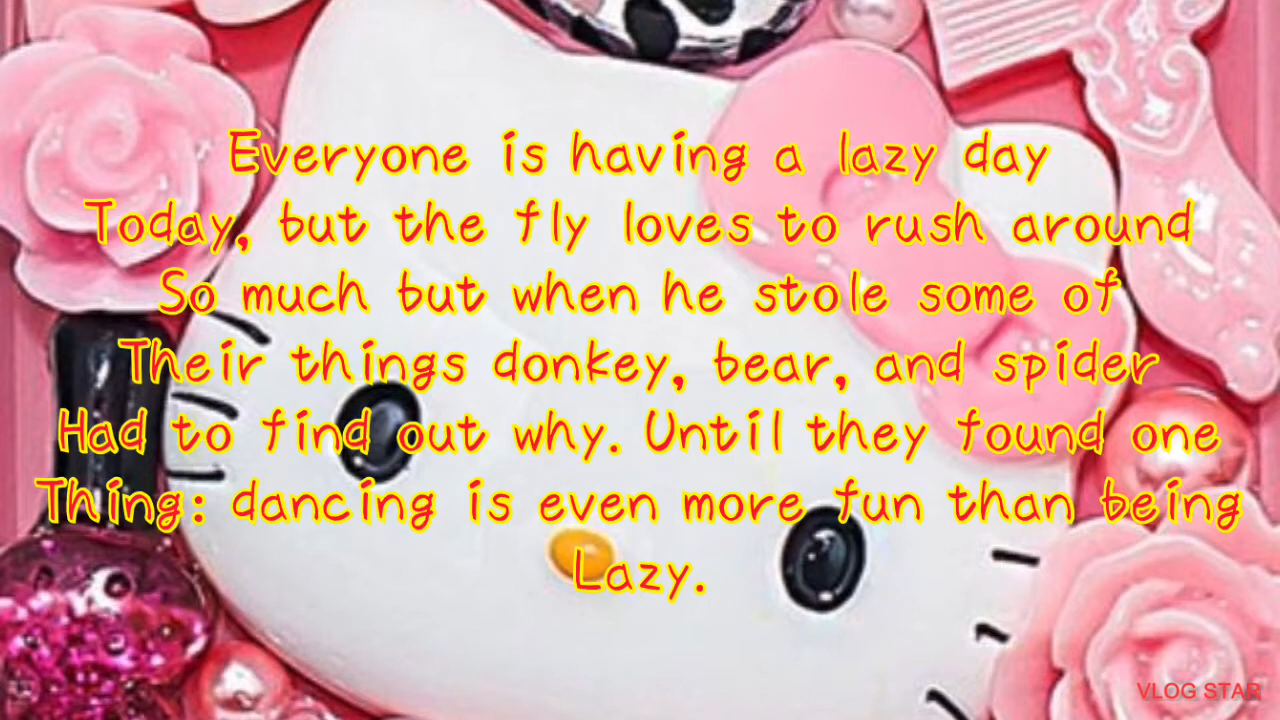 Everyone is having a lazy day
Today, but the fly loves to rush around
So much but when he stole some of
Their things donkey, bear, and spider
Had to find out why. Until they found one
Thing: dancing is even more fun than being
Lazy.
VLOG STAR